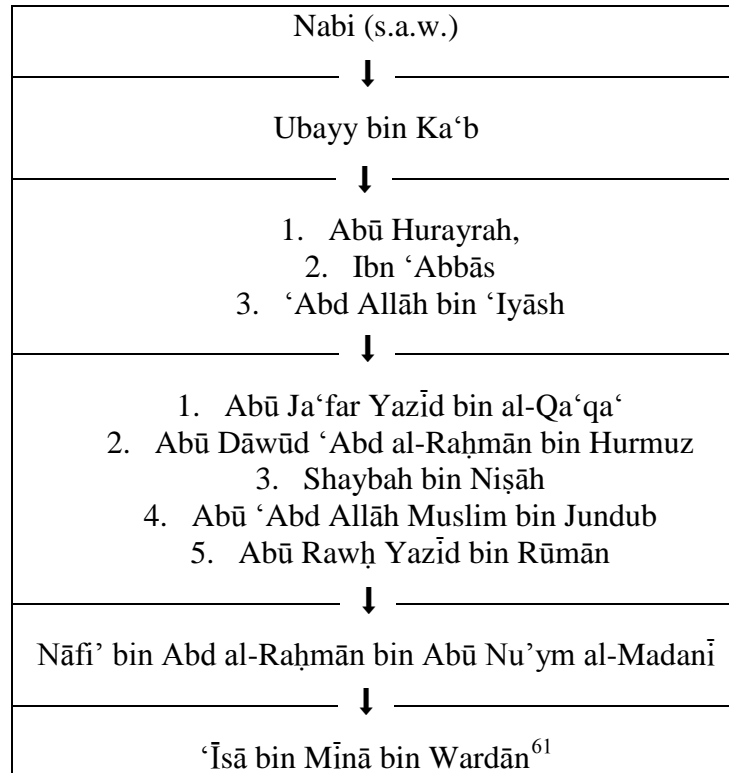 Nabi (s.a.w.)
Ubayy bin Ka‘b
1. Abū Hurayrah,
2. Ibn ‘Abbās
3. ‘Abd Allāh bin ‘Iyāsh
1. Abū Ja‘far Yazīd bin al-Qa‘qa‘
2. Abū Dāwūd ‘Abd al-Raḥmān bin Hurmuz
3. Shaybah bin Niṣāh
4. Abū ‘Abd Allāh Muslim bin Jundub
5. Abū Rawḥ Yazīd bin Rūmān
Nāfi’ bin Abd al-Raḥmān bin Abū Nu’ym al-Madanī
‘Īsā bin Mīnā bin Wardān⁶¹